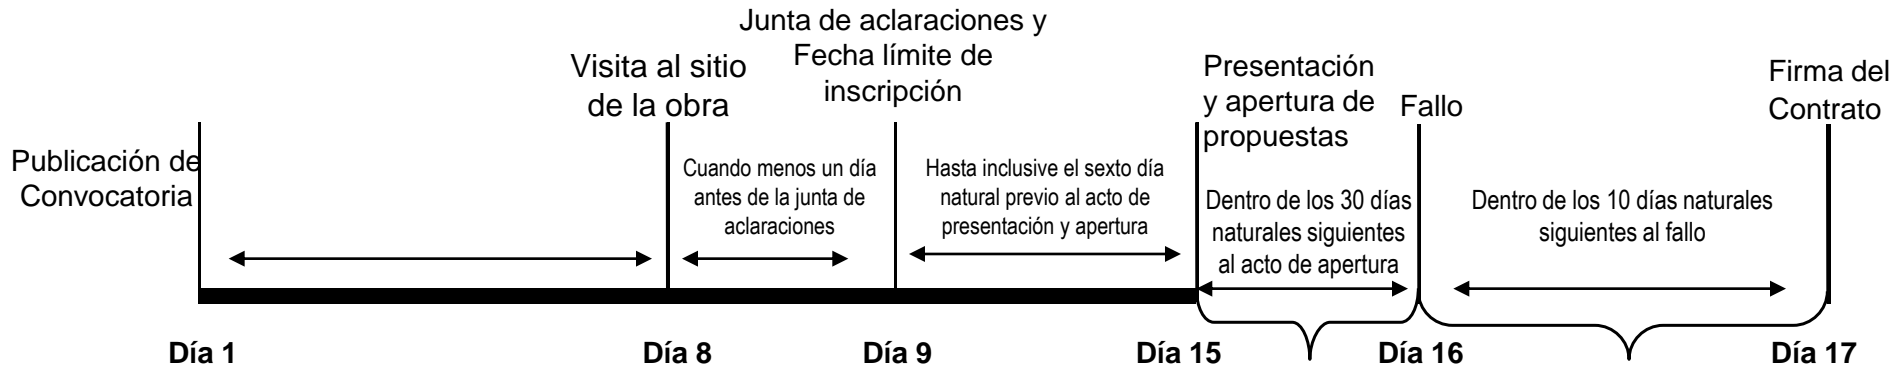 Junta de aclaraciones y
Fecha límite de
inscripción
Visita al sitio
de la obra
Presentación
y apertura de
propuestas
Fallo
Firma del
Contrato
Publicación de
Convocatoria
Cuando menos un día
antes de la junta de
aclaraciones
Hasta inclusive el sexto día
natural previo al acto de
presentación y apertura
Dentro de los 30 días
naturales siguientes
al acto de apertura
Dentro de los 10 días naturales
siguientes al fallo
Día 1
Día 8
Día 9
Día 15
Día 16
Día 17